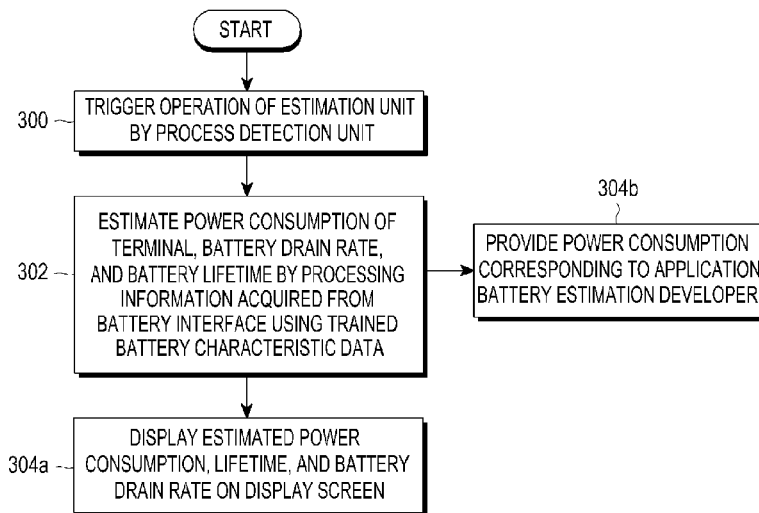 START
300
TRIGGER OPERATION OF ESTIMATION UNIT
BY PROCESS DETECTION UNIT
304b
302
ESTIMATE POWER CONSUMPTION OF
TERMINAL, BATTERY DRAIN RATE,
AND BATTERY LIFETIME BY PROCESSING
INFORMATION ACQUIRED FROM
BATTERY INTERFACE USING TRAINED
BATTERY CHARACTERISTIC DATA
PROVIDE POWER CONSUMPTION
CORRESPONDING TO APPLICATION
BATTERY ESTIMATION DEVELOPER
304a
DISPLAY ESTIMATED POWER
CONSUMPTION, LIFETIME, AND BATTERY
DRAIN RATE ON DISPLAY SCREEN